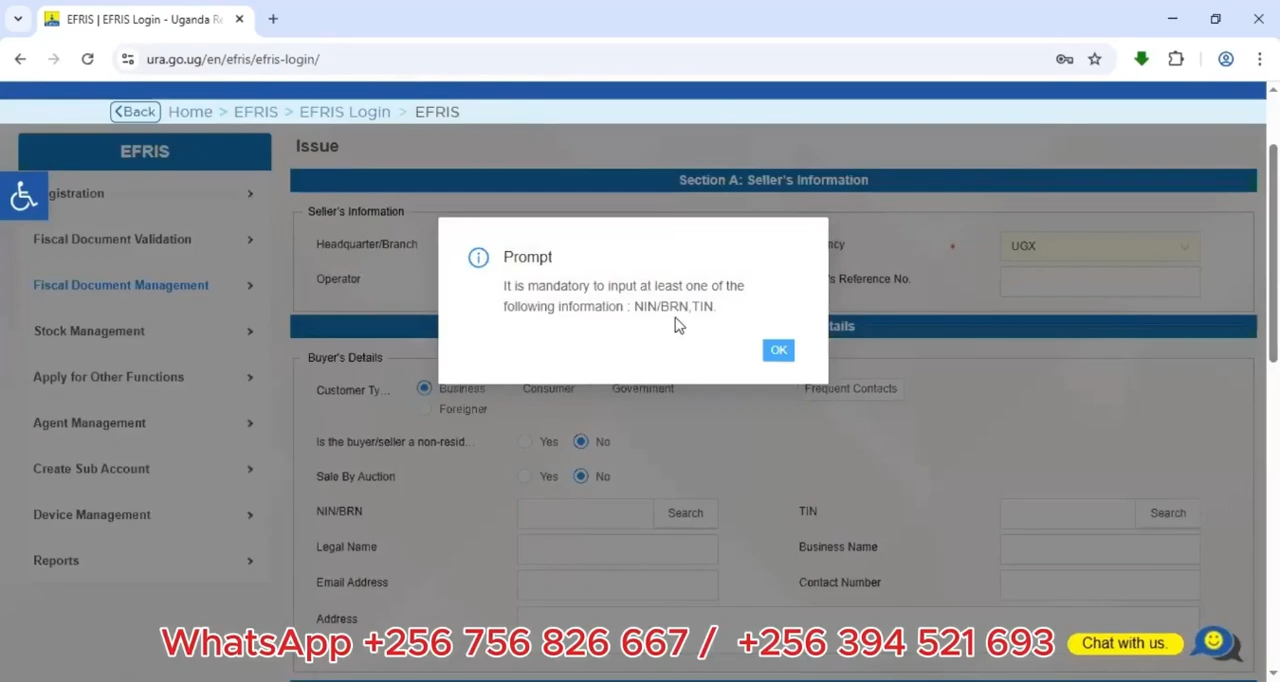 EFRIS | EFRIS Login - Uganda Re
ura.go.ug/en/efris/efris-login/
Back Home > EFRIS > EFRIS Login > EFRIS
EFRIS
gistration
Fiscal Document Validation
Fiscal Document Management
Stock Management
Apply for Other Functions
Agent Management
Create Sub Account
Device Management
Reports
Issue
Section A: Seller's Information
Seller's Information
Headquarter/Branch
ncy * UGX
Operator
's Reference No.
Prompt
It is mandatory to input at least one of the
following information : NIN/BRN,TIN.
OK
tails
Buyer's Details
Customer Ty... Business Consumer Government Frequent Contacts
Foreigner
Is the buyer/seller a non-resid... Yes No
Sale By Auction Yes No
NIN/BRN Search TIN Search
Legal Name Business Name
Email Address Contact Number
Address
WhatsApp +256 756 826 667 / +256 394 521 693
Chat with us.